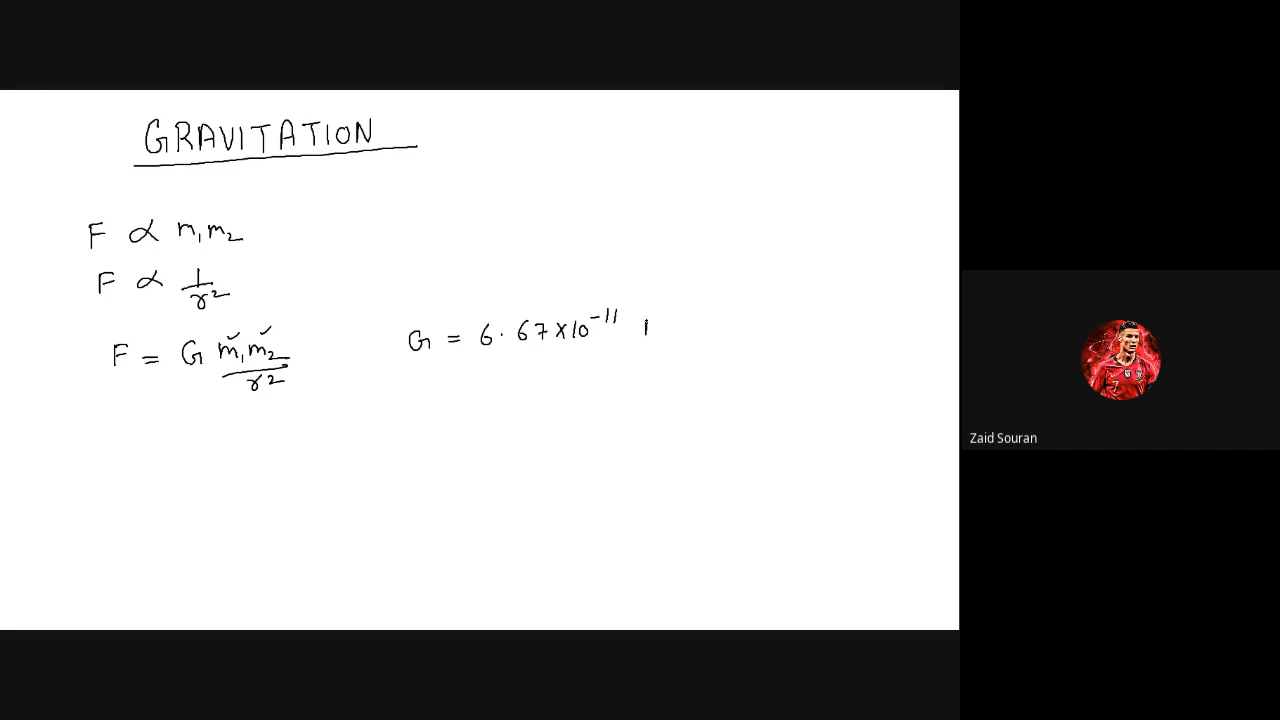 GRAVITATION
F ∝ m₁m₂
F ∝ 1/r²
F = G m₁m₂/r²
G = 6.67×10⁻¹¹
Zaid Souran